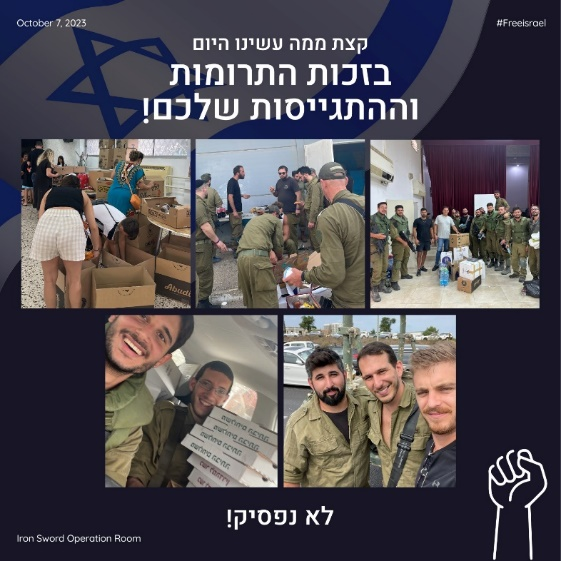 October 7, 2023
#FreeIsrael
קצת ממה עשינו היום
בזכות התרומות
וההתגייסות שלכם!
לא נפסיק!
Iron Sword Operation Room